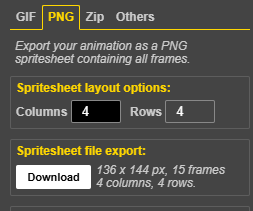 GIF PNG Zip Others
Export your animation as a PNG
spritesheet containing all frames.
Spritesheet layout options:
Columns 4 Rows 4
Spritesheet file export:
Download 136 x 144 px, 15 frames
4 columns, 4 rows.